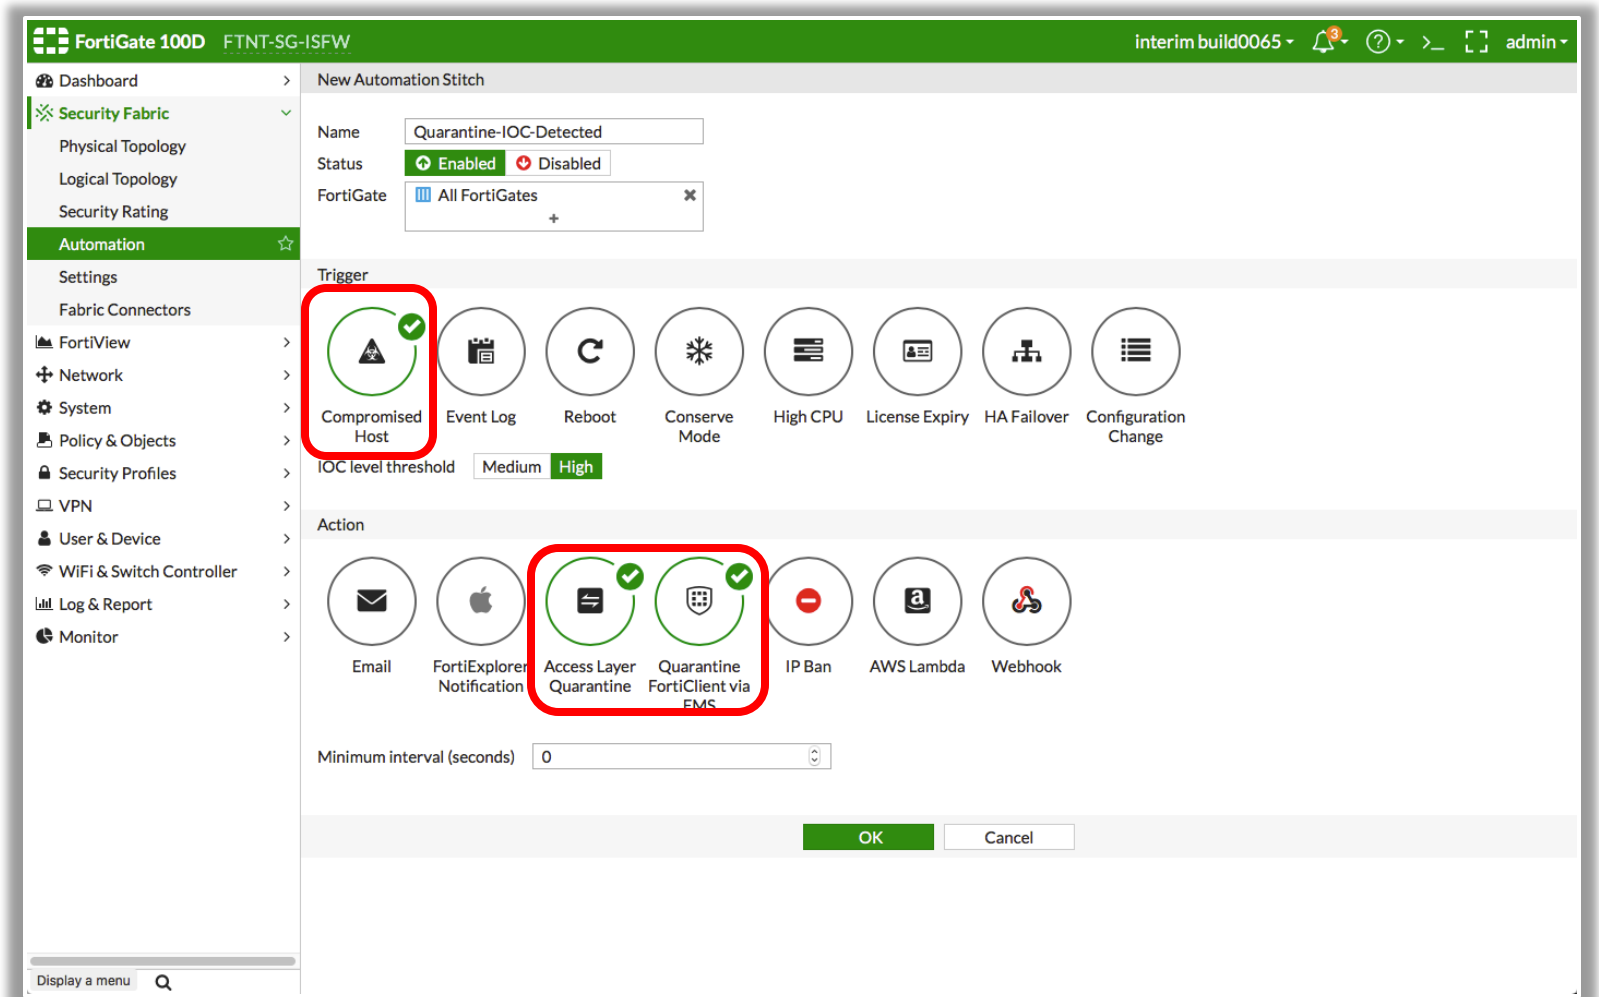 FortiGate 100D FTNT-SG-ISFW
interim build0065
3
admin
Dashboard
Security Fabric
Physical Topology
Logical Topology
Security Rating
Automation
Settings
Fabric Connectors
FortiView
Network
System
Policy & Objects
Security Profiles
VPN
User & Device
WiFi & Switch Controller
Log & Report
Monitor
Display a menu
New Automation Stitch
Name Quarantine-IOC-Detected
Status Enabled Disabled
FortiGate All FortiGates
+
Trigger
Compromised Host
Event Log
Reboot
Conserve Mode
High CPU
License Expiry
HA Failover
Configuration Change
IOC level threshold Medium High
Action
Email
FortiExplorer Notification
Access Layer Quarantine
Quarantine FortiClient via EMS
IP Ban
AWS Lambda
Webhook
Minimum interval (seconds) 0
OK Cancel